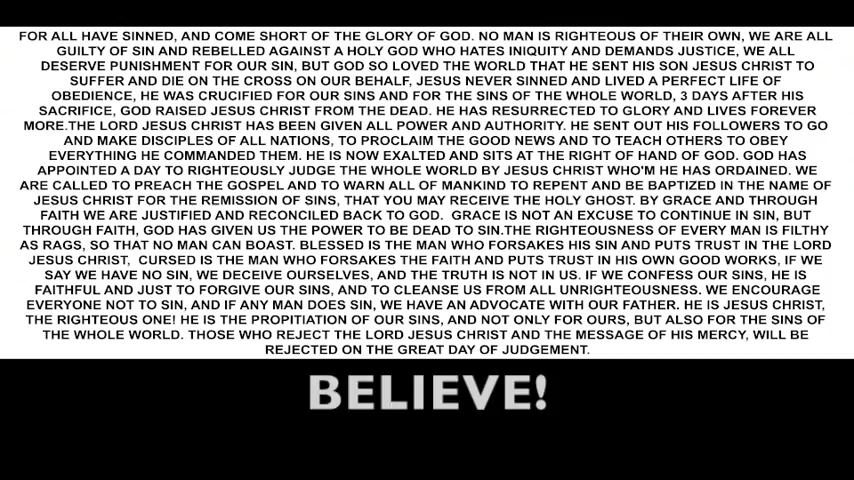 FOR ALL HAVE SINNED, AND COME SHORT OF THE GLORY OF GOD. NO MAN IS RIGHTEOUS OF THEIR OWN, WE ARE ALL
GUILTY OF SIN AND REBELLED AGAINST A HOLY GOD WHO HATES INIQUITY AND DEMANDS JUSTICE, WE ALL
DESERVE PUNISHMENT FOR OUR SIN, BUT GOD SO LOVED THE WORLD THAT HE SENT HIS SON JESUS CHRIST TO
SUFFER AND DIE ON THE CROSS ON OUR BEHALF, JESUS NEVER SINNED AND LIVED A PERFECT LIFE OF
OBEDIENCE, HE WAS CRUCIFIED FOR OUR SINS AND FOR THE SINS OF THE WHOLE WORLD, 3 DAYS AFTER HIS
SACRIFICE, GOD RAISED JESUS CHRIST FROM THE DEAD. HE HAS RESURRECTED TO GLORY AND LIVES FOREVER
MORE.THE LORD JESUS CHRIST HAS BEEN GIVEN ALL POWER AND AUTHORITY. HE SENT OUT HIS FOLLOWERS TO GO
AND MAKE DISCIPLES OF ALL NATIONS, TO PROCLAIM THE GOOD NEWS AND TO TEACH OTHERS TO OBEY
EVERYTHING HE COMMANDED THEM. HE IS NOW EXALTED AND SITS AT THE RIGHT OF HAND OF GOD. GOD HAS
APPOINTED A DAY TO RIGHTEOUSLY JUDGE THE WHOLE WORLD BY JESUS CHRIST WHO'M HE HAS ORDAINED. WE
ARE CALLED TO PREACH THE GOSPEL AND TO WARN ALL OF MANKIND TO REPENT AND BE BAPTIZED IN THE NAME OF
JESUS CHRIST FOR THE REMISSION OF SINS, THAT YOU MAY RECEIVE THE HOLY GHOST. BY GRACE AND THROUGH
FAITH WE ARE JUSTIFIED AND RECONCILED BACK TO GOD. GRACE IS NOT AN EXCUSE TO CONTINUE IN SIN, BUT
THROUGH FAITH, GOD HAS GIVEN US THE POWER TO BE DEAD TO SIN.THE RIGHTEOUSNESS OF EVERY MAN IS FILTHY
AS RAGS, SO THAT NO MAN CAN BOAST. BLESSED IS THE MAN WHO FORSAKES HIS SIN AND PUTS TRUST IN THE LORD
JESUS CHRIST, CURSED IS THE MAN WHO FORSAKES THE FAITH AND PUTS TRUST IN HIS OWN GOOD WORKS, IF WE
SAY WE HAVE NO SIN, WE DECEIVE OURSELVES, AND THE TRUTH IS NOT IN US. IF WE CONFESS OUR SINS, HE IS
FAITHFUL AND JUST TO FORGIVE OUR SINS, AND TO CLEANSE US FROM ALL UNRIGHTEOUSNESS. WE ENCOURAGE
EVERYONE NOT TO SIN, AND IF ANY MAN DOES SIN, WE HAVE AN ADVOCATE WITH OUR FATHER. HE IS JESUS CHRIST,
THE RIGHTEOUS ONE! HE IS THE PROPITIATION OF OUR SINS, AND NOT ONLY FOR OURS, BUT ALSO FOR THE SINS OF
THE WHOLE WORLD. THOSE WHO REJECT THE LORD JESUS CHRIST AND THE MESSAGE OF HIS MERCY, WILL BE
REJECTED ON THE GREAT DAY OF JUDGEMENT.
BELIEVE!